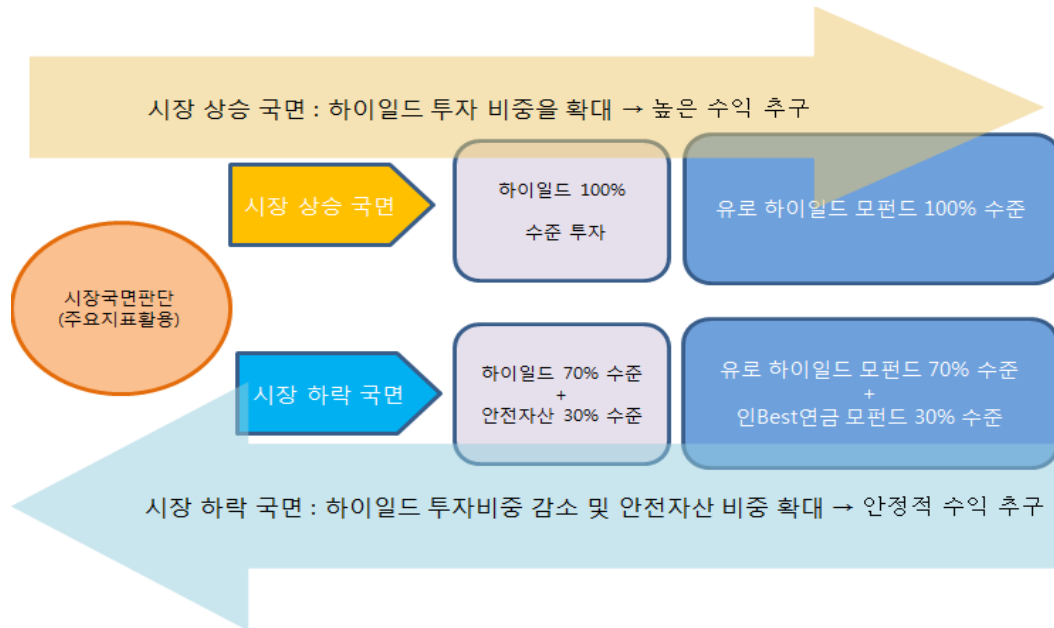 시장 상승 국면 : 하이일드 투자 비중을 확대 → 높은 수익 추구
시장 상승 국면
하이일드 100%
수준 투자
유로 하이일드 모펀드 100% 수준
시장국면판단
(주요지표활용)
시장 하락 국면
하이일드 70% 수준
+
안전자산 30% 수준
유로 하이일드 모펀드 70% 수준
+
인Best연금 모펀드 30% 수준
시장 하락 국면 : 하이일드 투자비중 감소 및 안전자산 비중 확대 → 안정적 수익 추구